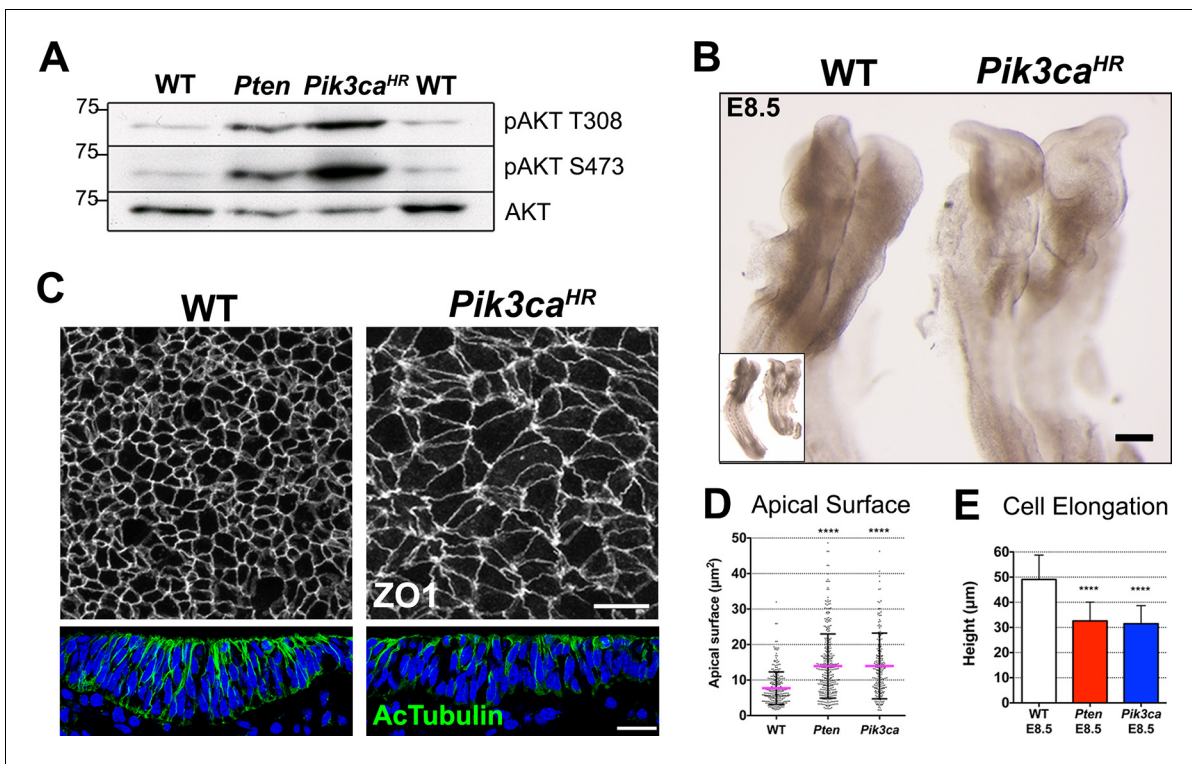 A
WT Pten Pik3caHR WT
75 pAKT T308
75 pAKT S473
75 AKT
B
WT Pik3caHR
E8.5
C
WT Pik3caHR
ZO1
AcTubulin
D Apical Surface
**** ****
50
40
30
20
10
0
Apical surface (μm2)
WT Pten Pik3ca
E Cell Elongation
**** ****
60
50
40
30
20
10
0
Height (μm)
WT Pten Pik3ca
E8.5 E8.5 E8.5